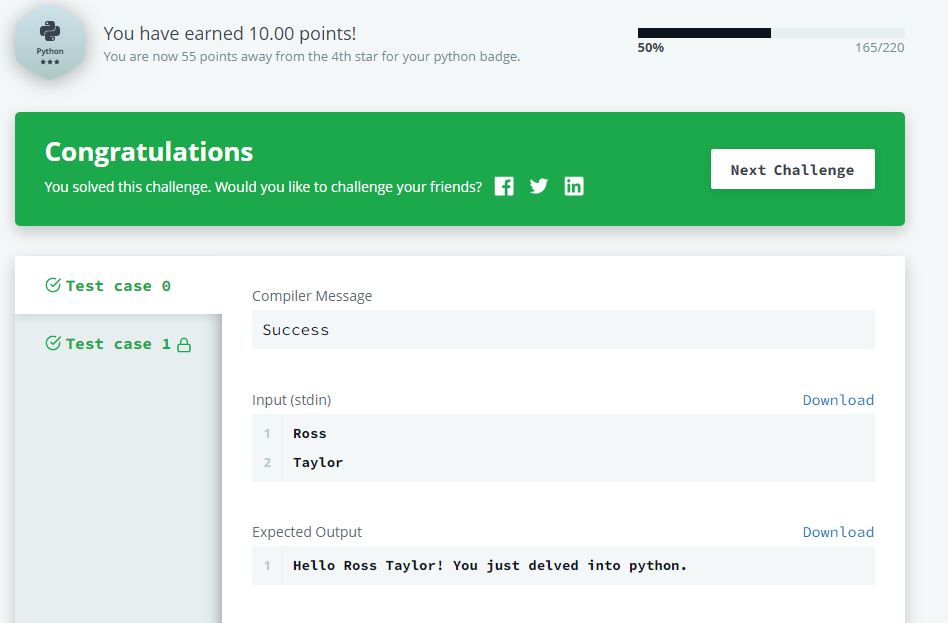 Python
You have earned 10.00 points!
You are now 55 points away from the 4th star for your python badge.
50%
165/220
Congratulations
You solved this challenge. Would you like to challenge your friends?
Next Challenge
Test case 0
Test case 1
Compiler Message
Success
Input (stdin)
Download
1 Ross
2 Taylor
Expected Output
Download
1 Hello Ross Taylor! You just delved into python.